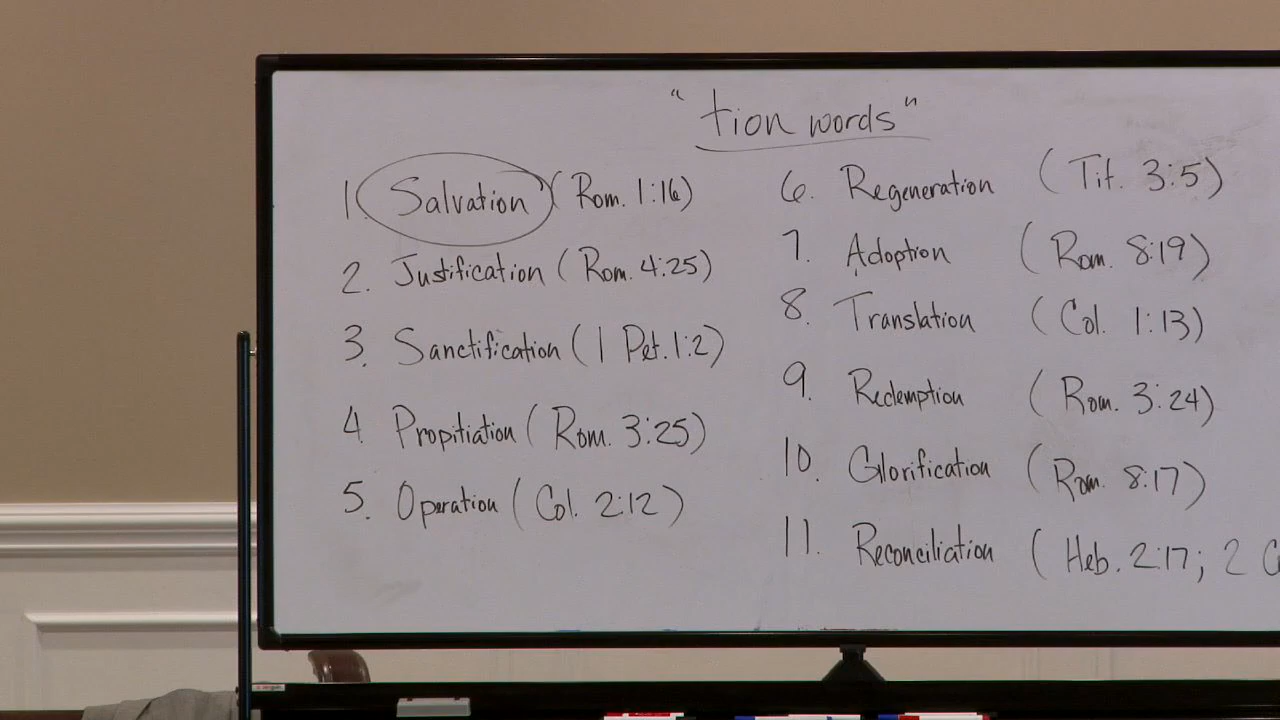 "tion words"
1 Salvation (Rom. 1:16)
2. Justification (Rom. 4:25)
3. Sanctification (1 Pet. 1:2)
4. Propitiation (Rom. 3:25)
5. Operation (Col. 2:12)
6. Regeneration (Tit. 3:5)
7. Adoption (Rom. 8:19)
8. Translation (Col. 1:13)
9. Redemption (Rom. 3:24)
10. Glorification (Rom. 8:17)
11. Reconciliation (Heb. 2:17; 2 C